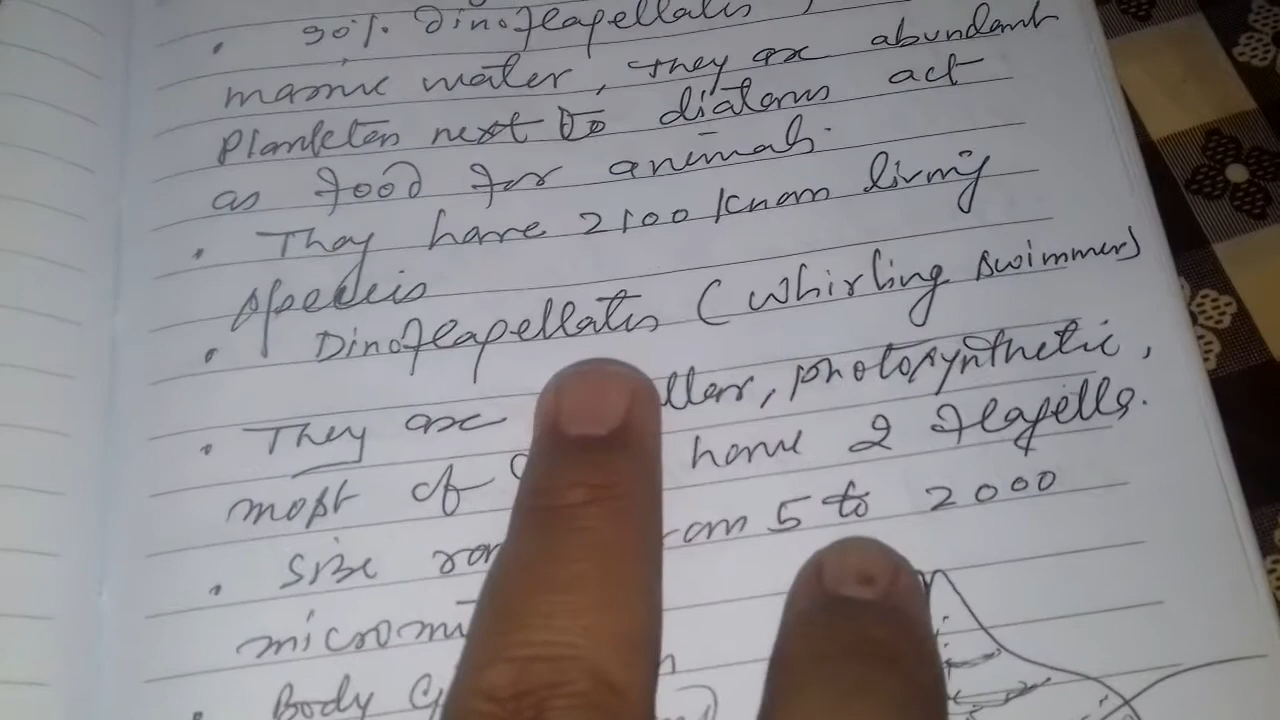 • 90% Dinoflagellates
marine water, They are abundant
Plankton next to diatoms act
as food for animals.
• They have 2100 known living
species
• Dinoflagellates (whirling swimmers)
• They are photosynthetic,
most of have 2 flagella.
• Size 5 to 2000
Body